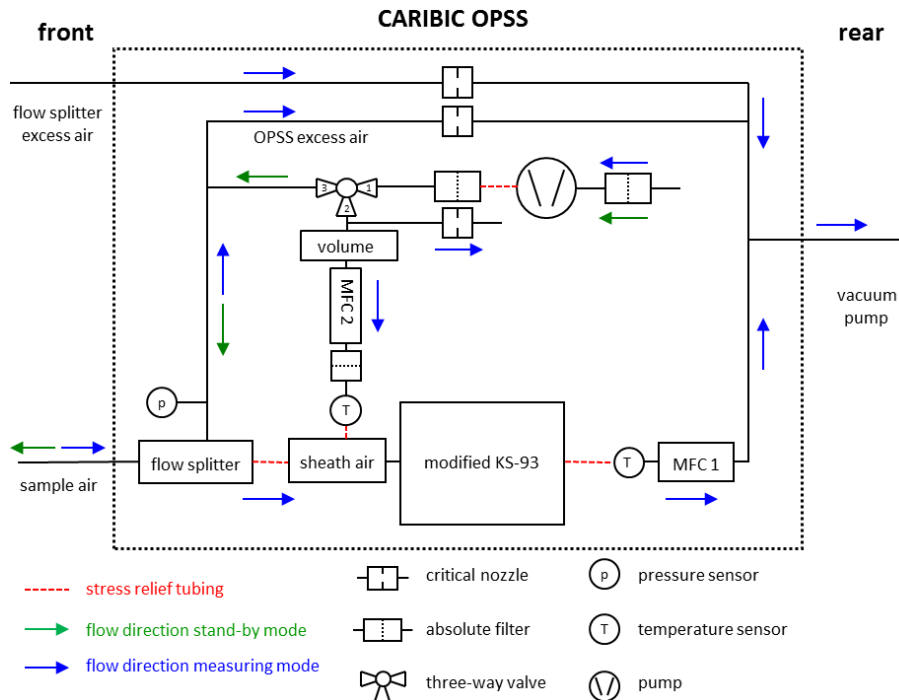 CARIBIC OPSS
front
rear
flow splitter
excess air
OPSS excess air
3
1
2
volume
MFC 2
vacuum
pump
p
T
flow splitter
sheath air
modified KS-93
T
MFC 1
sample air
stress relief tubing
flow direction stand-by mode
flow direction measuring mode
critical nozzle
absolute filter
three-way valve
p
pressure sensor
T
temperature sensor
pump